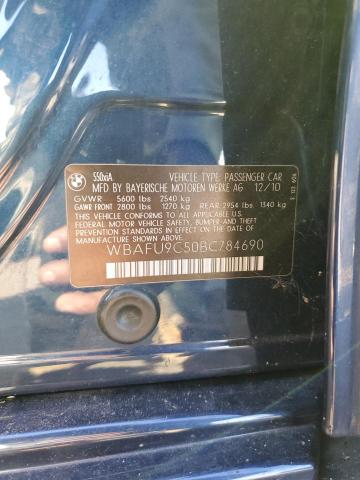 550xiA VEHICLE TYPE: PASSENGER CAR
MFD BY BAYERISCHE MOTOREN WERKE AG 12/10
GVWR 5600 lbs 2540 kg
GAWR FRONT 2800 lbs 1270 kg REAR 2954 lbs 1340 kg
THIS VEHICLE CONFORMS TO ALL APPLICABLE U.S.
FEDERAL MOTOR VEHICLE SAFETY, BUMPER, AND THEFT
PREVENTION STANDARDS IN EFFECT ON THE DATE OF
MANUFACTURE SHOWN ABOVE.
WBAFU9C50BC784690